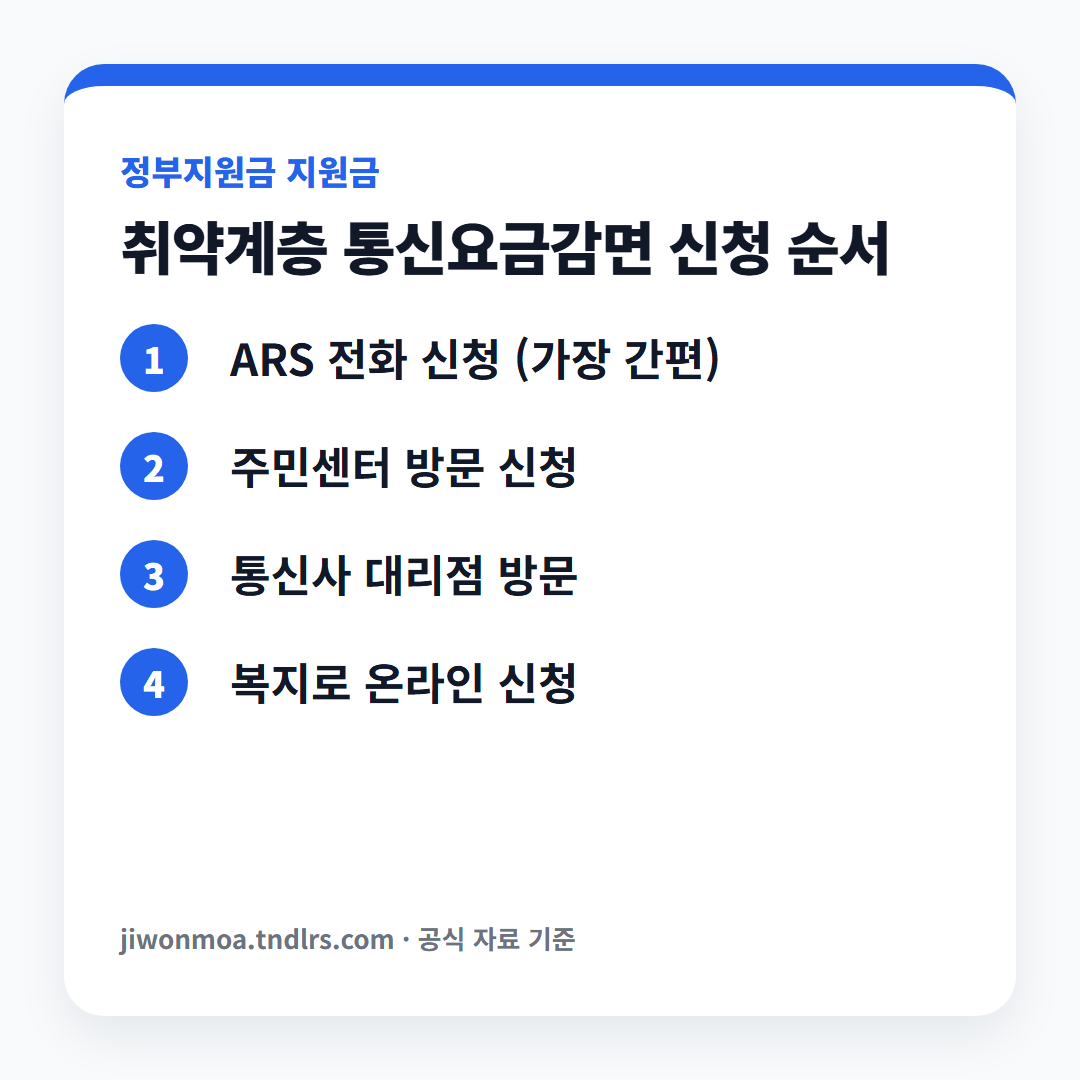 정부지원금 지원금
취약계층 통신요금감면 신청 순서
1 ARS 전화 신청 (가장 간편)
2 주민센터 방문 신청
3 통신사 대리점 방문
4 복지로 온라인 신청
jiwonmoa.tndlrs.com · 공식 자료 기준